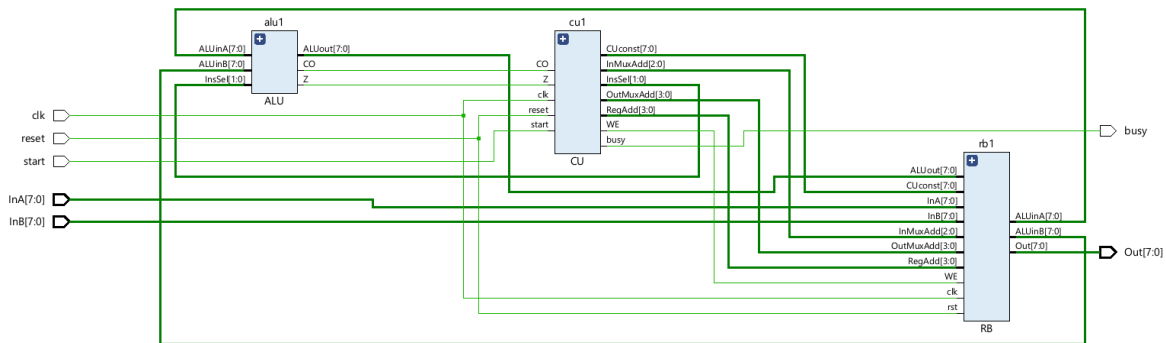 alu1
ALUinA[7:0]
ALUinB[7:0]
InsSel[1:0]
ALUout[7:0]
CO
Z
ALU
cu1
CO
Z
clk
reset
start
CUconst[7:0]
InMuxAdd[2:0]
InsSel[1:0]
OutMuxAdd[3:0]
RegAdd[3:0]
WE
busy
CU
clk
reset
start
InA[7:0]
InB[7:0]
rb1
ALUout[7:0]
CUconst[7:0]
InA[7:0]
InB[7:0]
InMuxAdd[2:0]
OutMuxAdd[3:0]
RegAdd[3:0]
WE
clk
rst
ALUinA[7:0]
ALUinB[7:0]
Out[7:0]
RB
busy
Out[7:0]